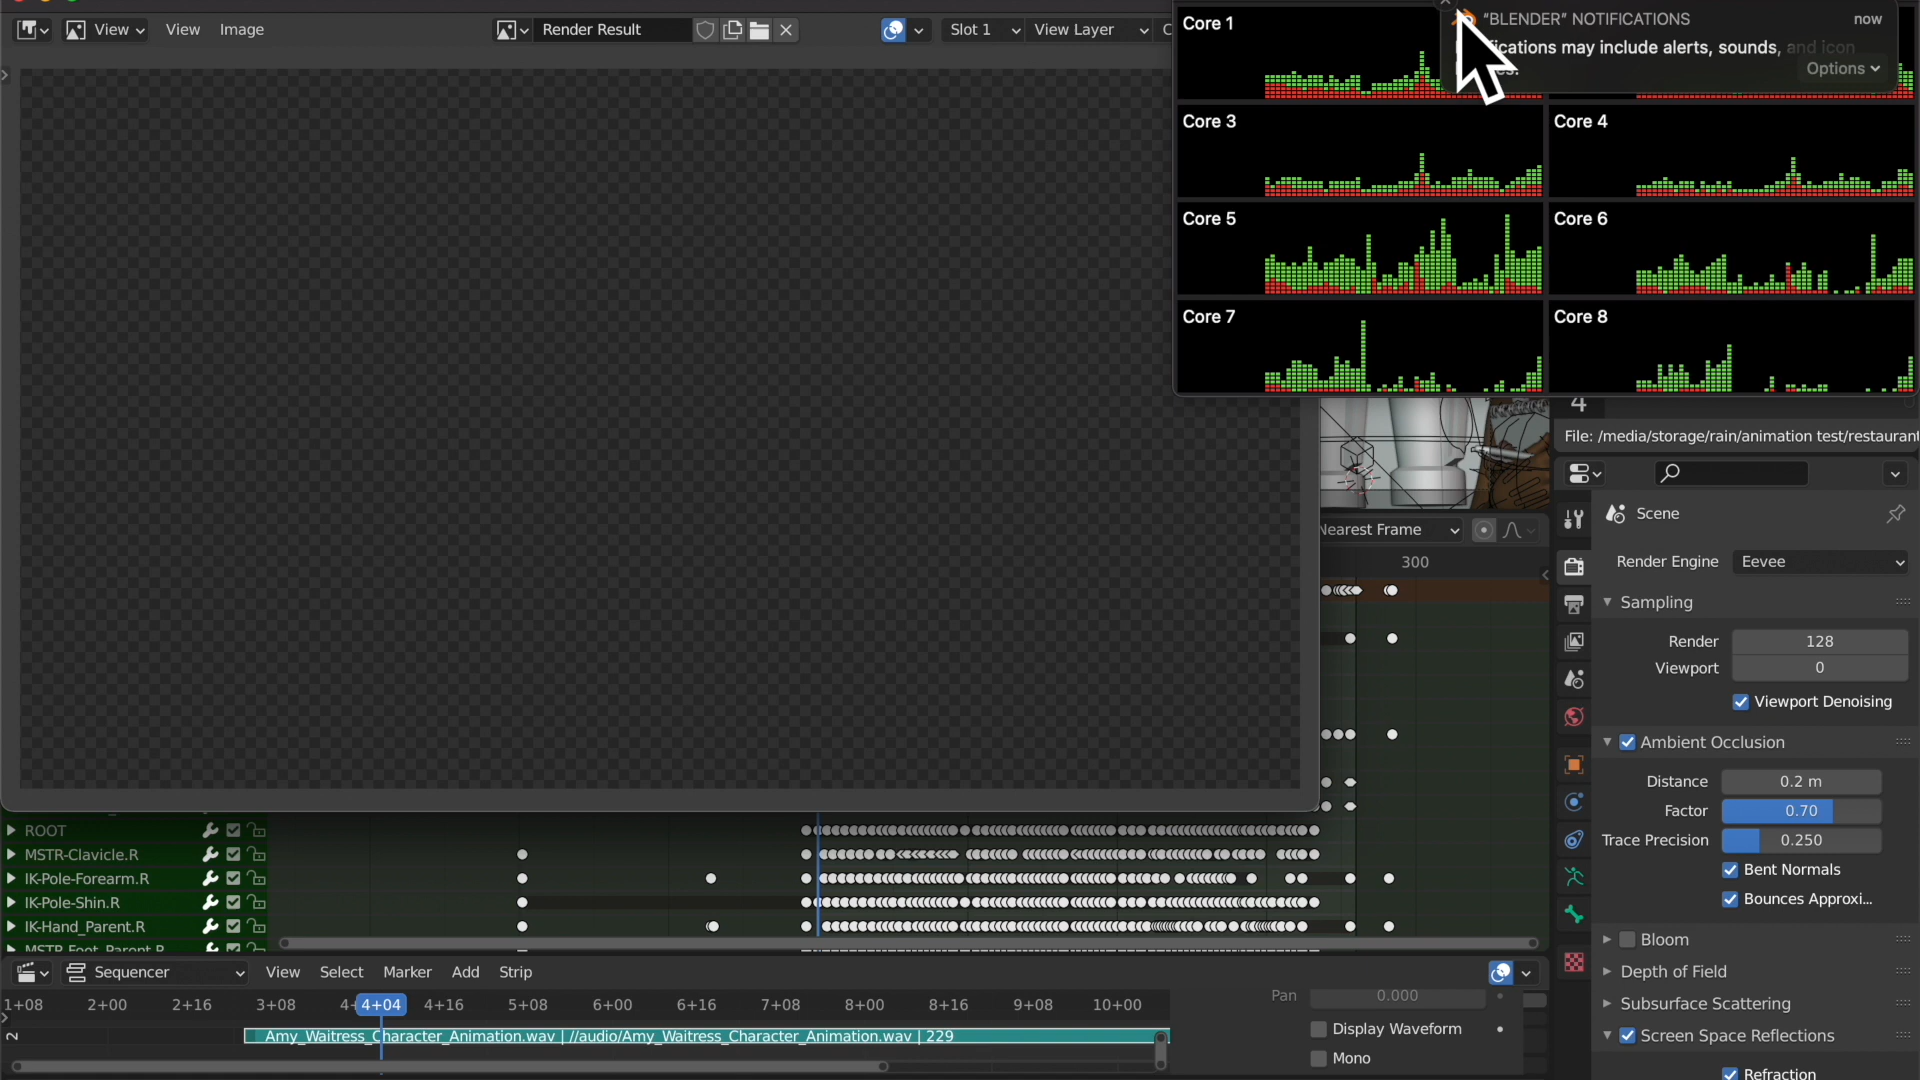 View
View
Image
Render Result
Slot 1
View Layer
Core 1
"BLENDER" NOTIFICATIONS
now
ications may include alerts, sounds, and icon
Options
Core 3
Core 4
Core 5
Core 6
Core 7
Core 8
4
File: /media/storage/rain/animation test/restaurant
Scene
Nearest Frame
300
Render Engine
Eevee
Sampling
Render
128
Viewport
0
Viewport Denoising
Ambient Occlusion
Distance
0.2 m
Factor
0.70
Trace Precision
0.250
Bent Normals
Bounces Approxi...
Bloom
Depth of Field
Subsurface Scattering
Screen Space Reflections
Refraction
ROOT
MSTR-Clavicle.R
IK-Pole-Forearm.R
IK-Pole-Shin.R
IK-Hand_Parent.R
MSTR-Foot_Parent.R
Sequencer
View
Select
Marker
Add
Strip
1+08 2+00 2+16 3+08 4+04 4+16 5+08 6+00 6+16 7+08 8+00 8+16 9+08 10+00
2
Amy_Waitress_Character_Animation.wav | //audio/Amy_Waitress_Character_Animation.wav | 229
Pan
0.000
Display Waveform
Mono